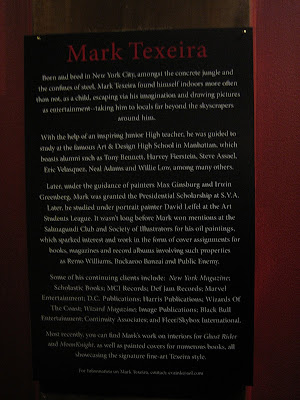 Mark Texeira
Born and bred in New York City, amongst the concrete jungle and
the confines of steel, Mark Texeira found himself indoors more often
than not, as a child, escaping via his imagination and drawing pictures
as entertainment--taking him to locals far beyond the skyscrapers
around him.
With the help of an inspiring Junior High teacher, he was guided to
study at the famous Art & Design High School in Manhattan, which
boasts alumni such as Tony Bennett, Harvey Fierstein, Steve Assael,
Eric Velasquez, Neal Adams and Willie Low, among many others.
Later, under the guidance of painters Max Ginsburg and Irwin
Greenberg, Mark was granted the Presidential Scholarship at S.V.A.
Later, he studied under portrait painter David Leffel at the Art
Students League. It wasn't long before Mark won mentions at the
Salmagundi Club and Society of Illustrators for his oil paintings,
which sparked interest and work in the form of cover assignments for
books, magazines and record albums involving such properties
as Remo Williams, Buckaroo Banzai and Public Enemy.
Some of his continuing clients include: New York Magazine;
Scholastic Books; MCI Records; Def Jam Records; Marvel
Entertainment; D.C. Publications; Harris Publications; Wizards Of
The Coast; Wizard Magazine; Image Publications; Black Bull
Entertainment; Continuity Associates; and Fleer/Skybox International.
Most recently, you can find Mark's work on interiors for Ghost Rider
and MoonKnight, as well as painted covers for numerous books, all
showcasing the signature fine-art Texeira style.
For Information on Mark Texeira, contact: